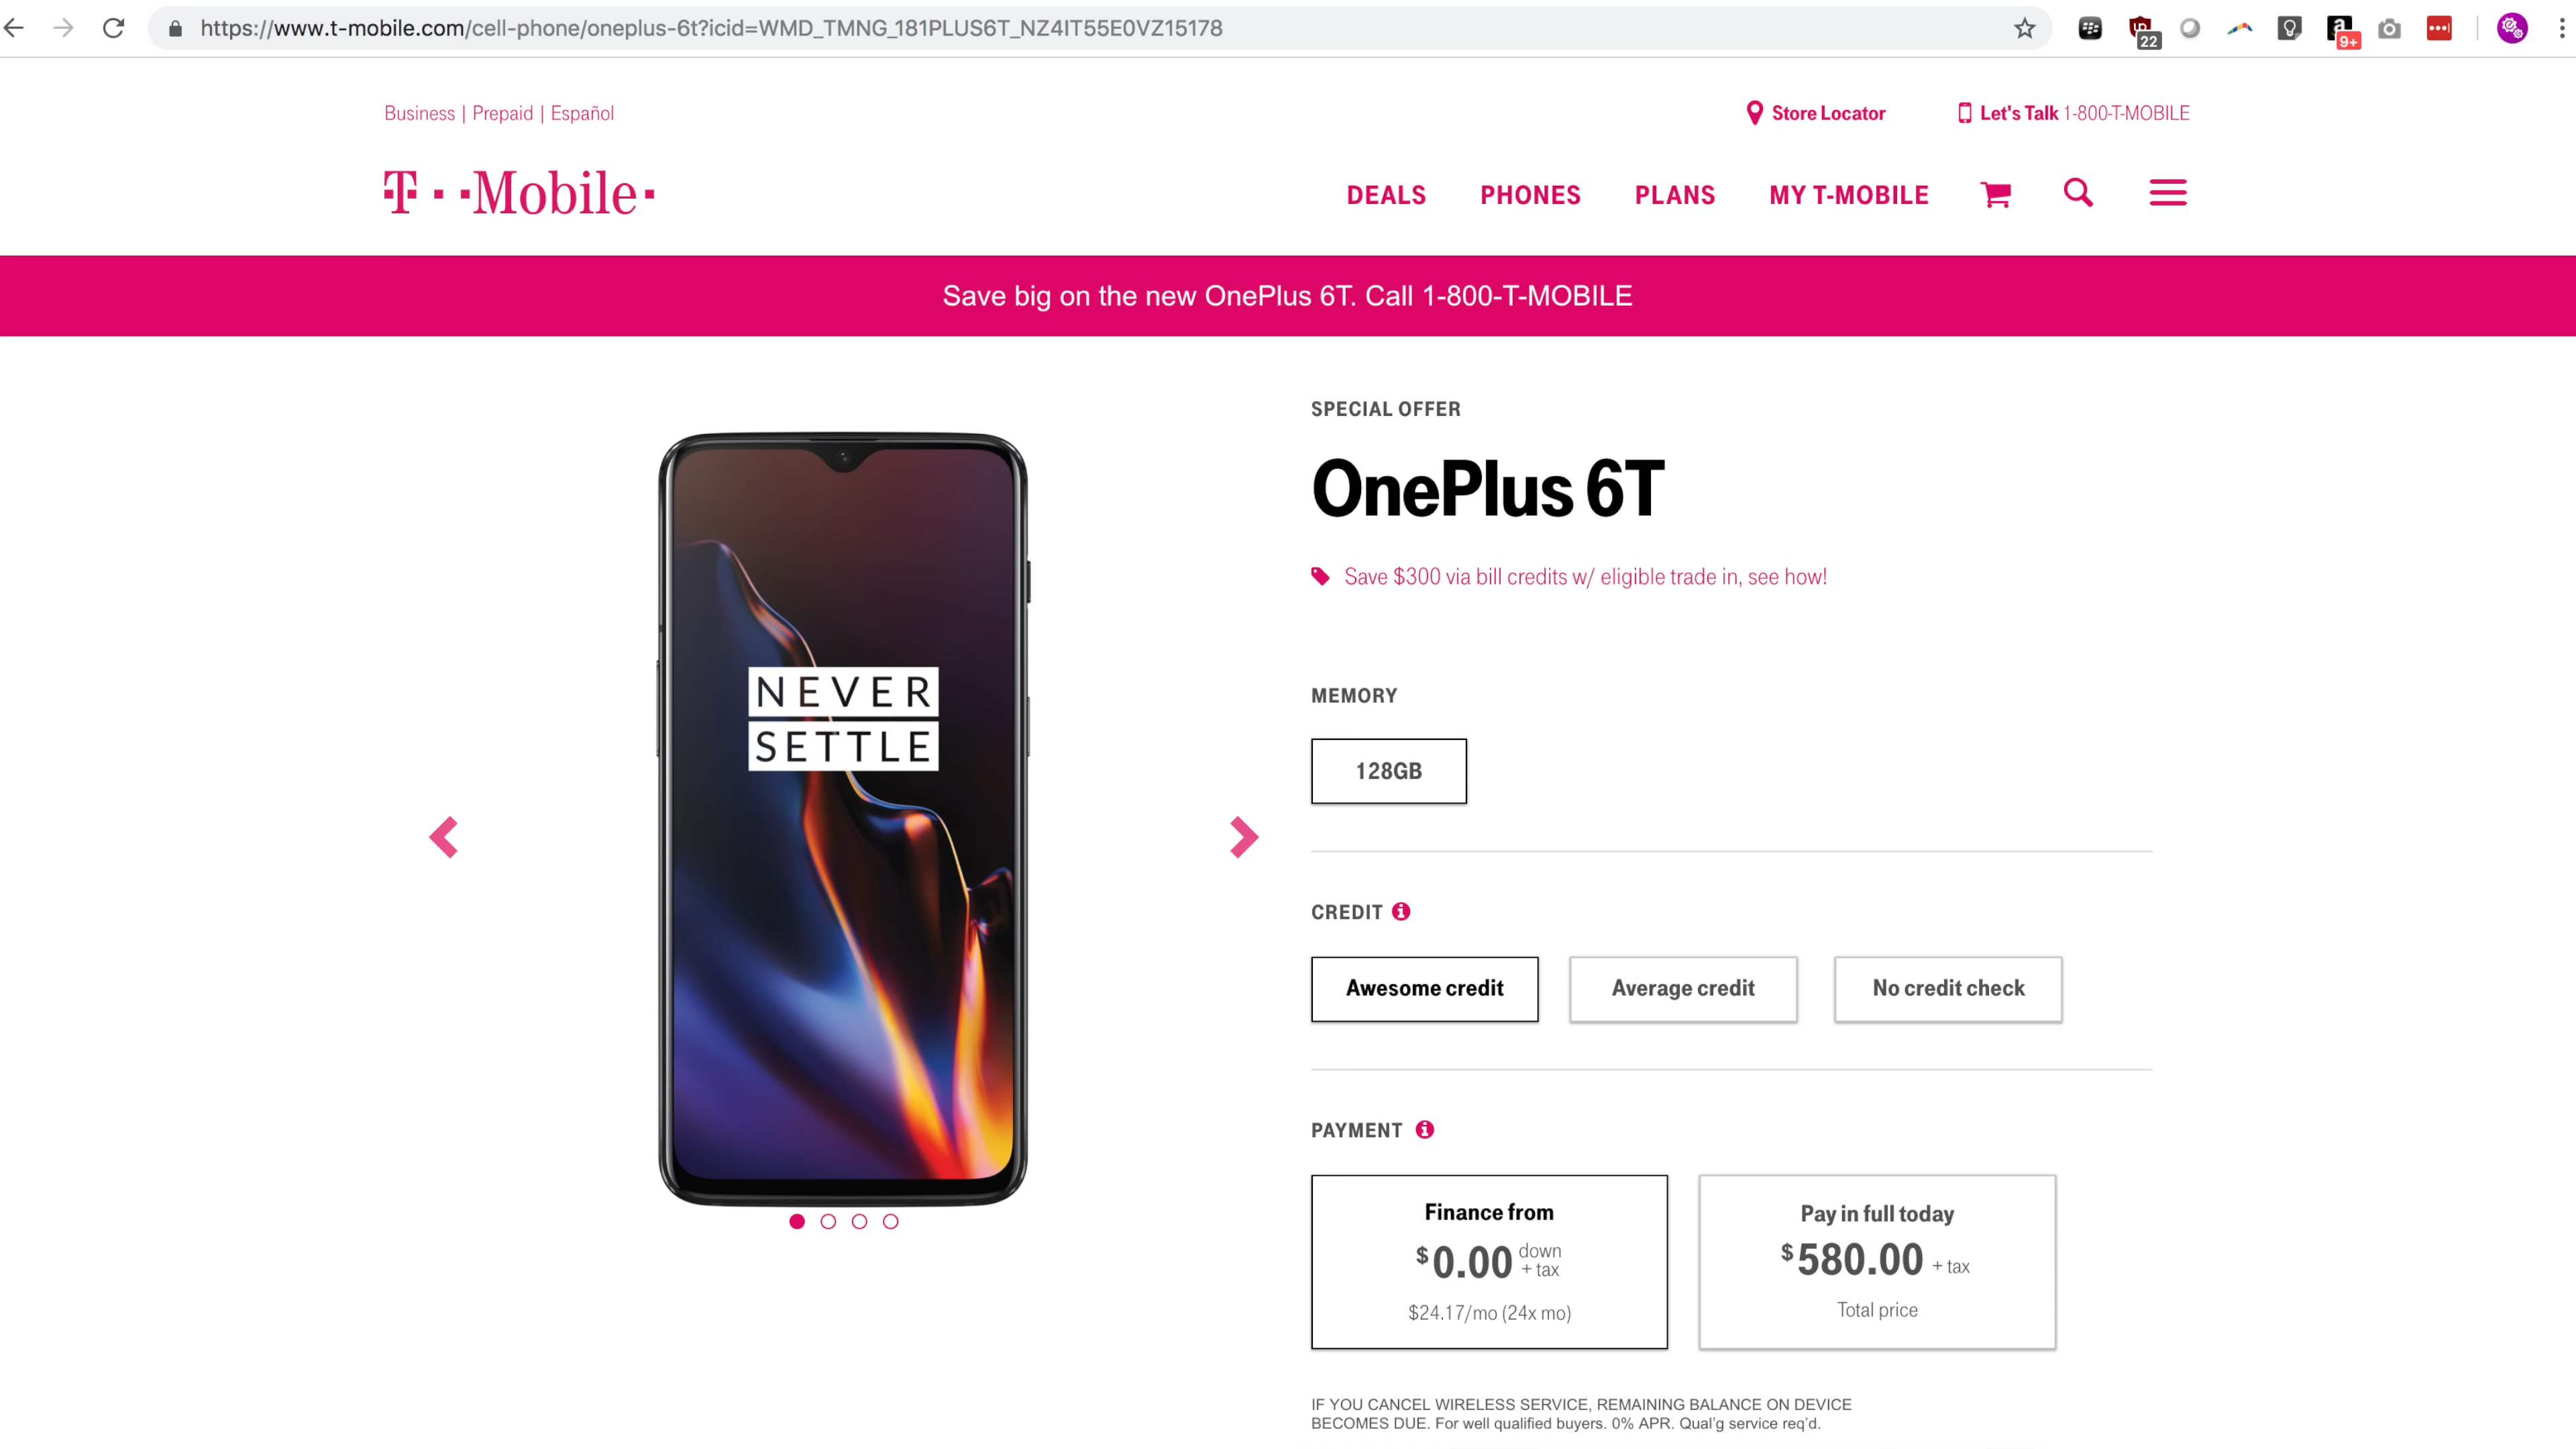 https://www.t-mobile.com/cell-phone/oneplus-6t?icid=WMD_TMNG_181PLUS6T_NZ4IT55E0VZ15178
22
a
9+
Business | Prepaid | Español
Store Locator
Let's Talk 1-800-T-MOBILE
T · ·Mobile·
DEALS
PHONES
PLANS
MY T-MOBILE
Save big on the new OnePlus 6T. Call 1-800-T-MOBILE
SPECIAL OFFER
OnePlus 6T
Save $300 via bill credits w/ eligible trade in, see how!
NEVER
SETTLE
MEMORY
128GB
CREDIT
Awesome credit
Average credit
No credit check
PAYMENT
Finance from
$0.00 down + tax
$24.17/mo (24x mo)
Pay in full today
$580.00 + tax
Total price
IF YOU CANCEL WIRELESS SERVICE, REMAINING BALANCE ON DEVICE
BECOMES DUE. For well qualified buyers. 0% APR. Qual'g service req'd.